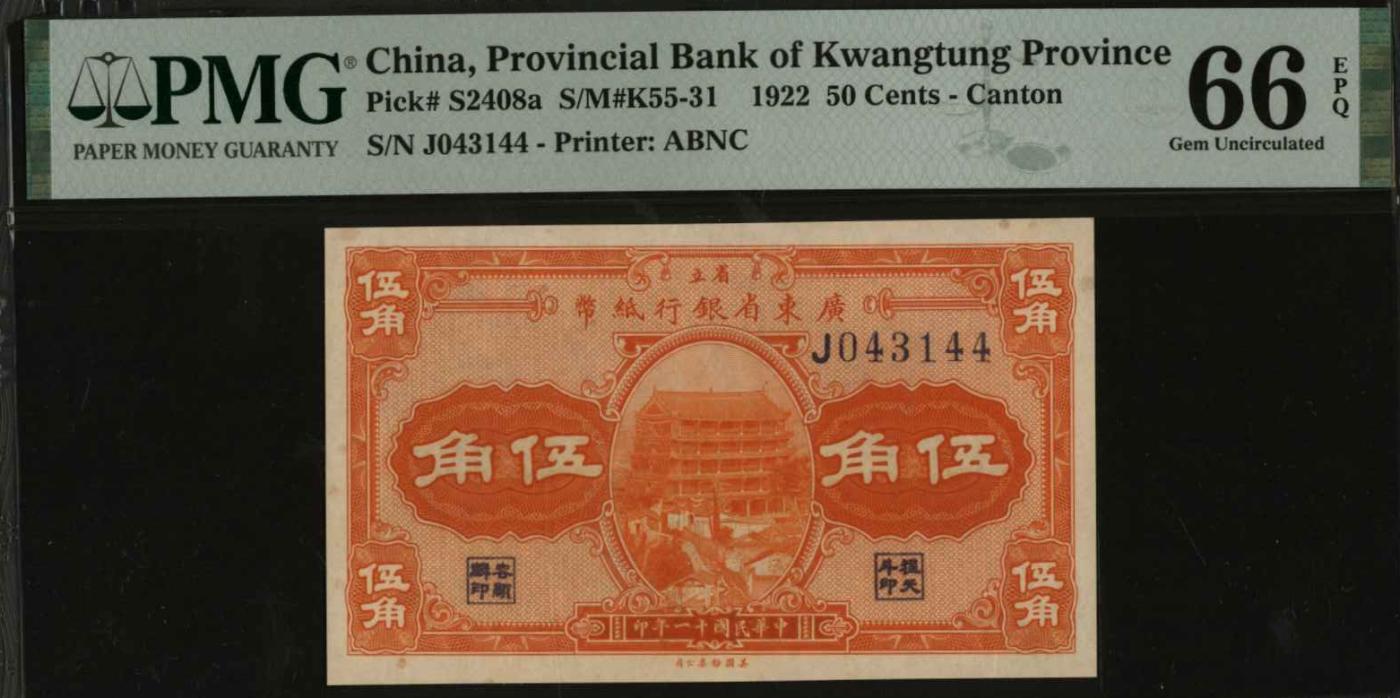 PMG®
PAPER MONEY GUARANTY
China, Provincial Bank of Kwangtung Province
Pick# S2408a S/M#K55-31 1922 50 Cents - Canton
S/N J043144 - Printer: ABNC
66
EPQ
Gem Uncirculated
省立
廣東省銀行紙幣
伍角
伍角
J043144
伍角
伍角
伍角
伍角
中華民國十一年印